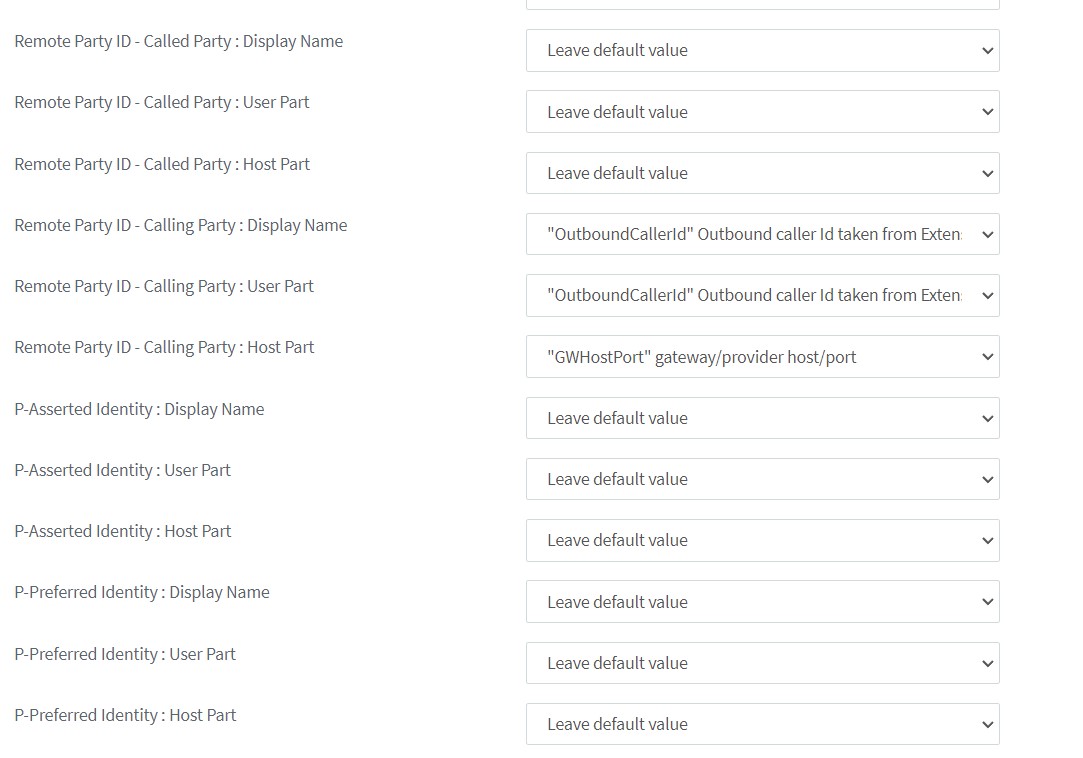 Remote Party ID - Called Party : Display Name
Leave default value
Remote Party ID - Called Party : User Part
Leave default value
Remote Party ID - Called Party : Host Part
Leave default value
Remote Party ID - Calling Party : Display Name
"OutboundCallerId" Outbound caller Id taken from Exten
Remote Party ID - Calling Party : User Part
"OutboundCallerId" Outbound caller Id taken from Exten
Remote Party ID - Calling Party : Host Part
"GWHostPort" gateway/provider host/port
P-Asserted Identity : Display Name
Leave default value
P-Asserted Identity : User Part
Leave default value
P-Asserted Identity : Host Part
Leave default value
P-Preferred Identity : Display Name
Leave default value
P-Preferred Identity : User Part
Leave default value
P-Preferred Identity : Host Part
Leave default value